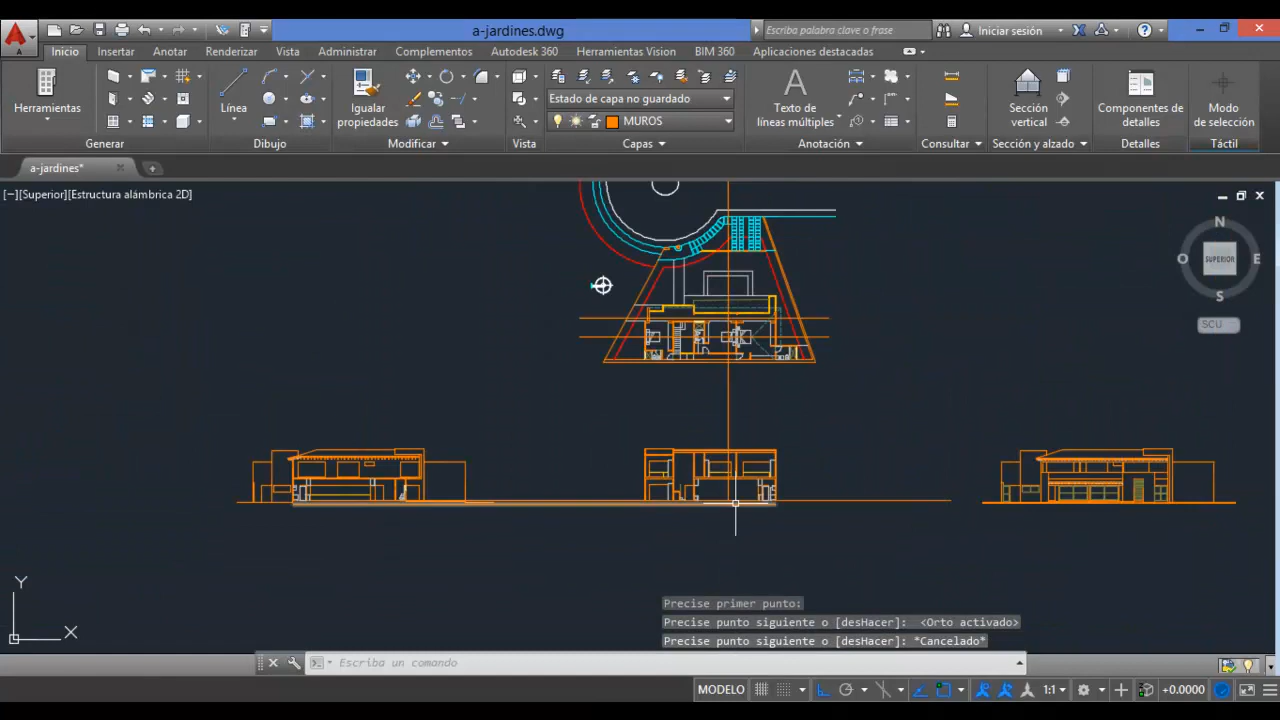 a-jardines.dwg
Escriba palabra clave o frase
Iniciar sesión
A
Inicio
Insertar
Anotar
Renderizar
Vista
Administrar
Complementos
Autodesk 360
Herramientas Vision
BIM 360
Aplicaciones destacadas
Herramientas
Línea
Igualar
propiedades
Estado de capa no guardado
MUROS
A
Texto de
líneas múltiples
Sección
vertical
Componentes de
detalles
Modo
de selección
General
Dibujo
Modificar
Vista
Capas
Anotación
Consultar
Sección y alzado
Detalles
Táctil
a-jardines*
[−][Superior][Estructura alámbrica 2D]
N
O
SUPERIOR
E
S
SCU
Y
X
Precise primer punto:
Precise punto siguiente o [desHacer]:  <Orto activado>
Precise punto siguiente o [desHacer]: *Cancelado*
Escriba un comando
MODELO
1:1
+0.0000